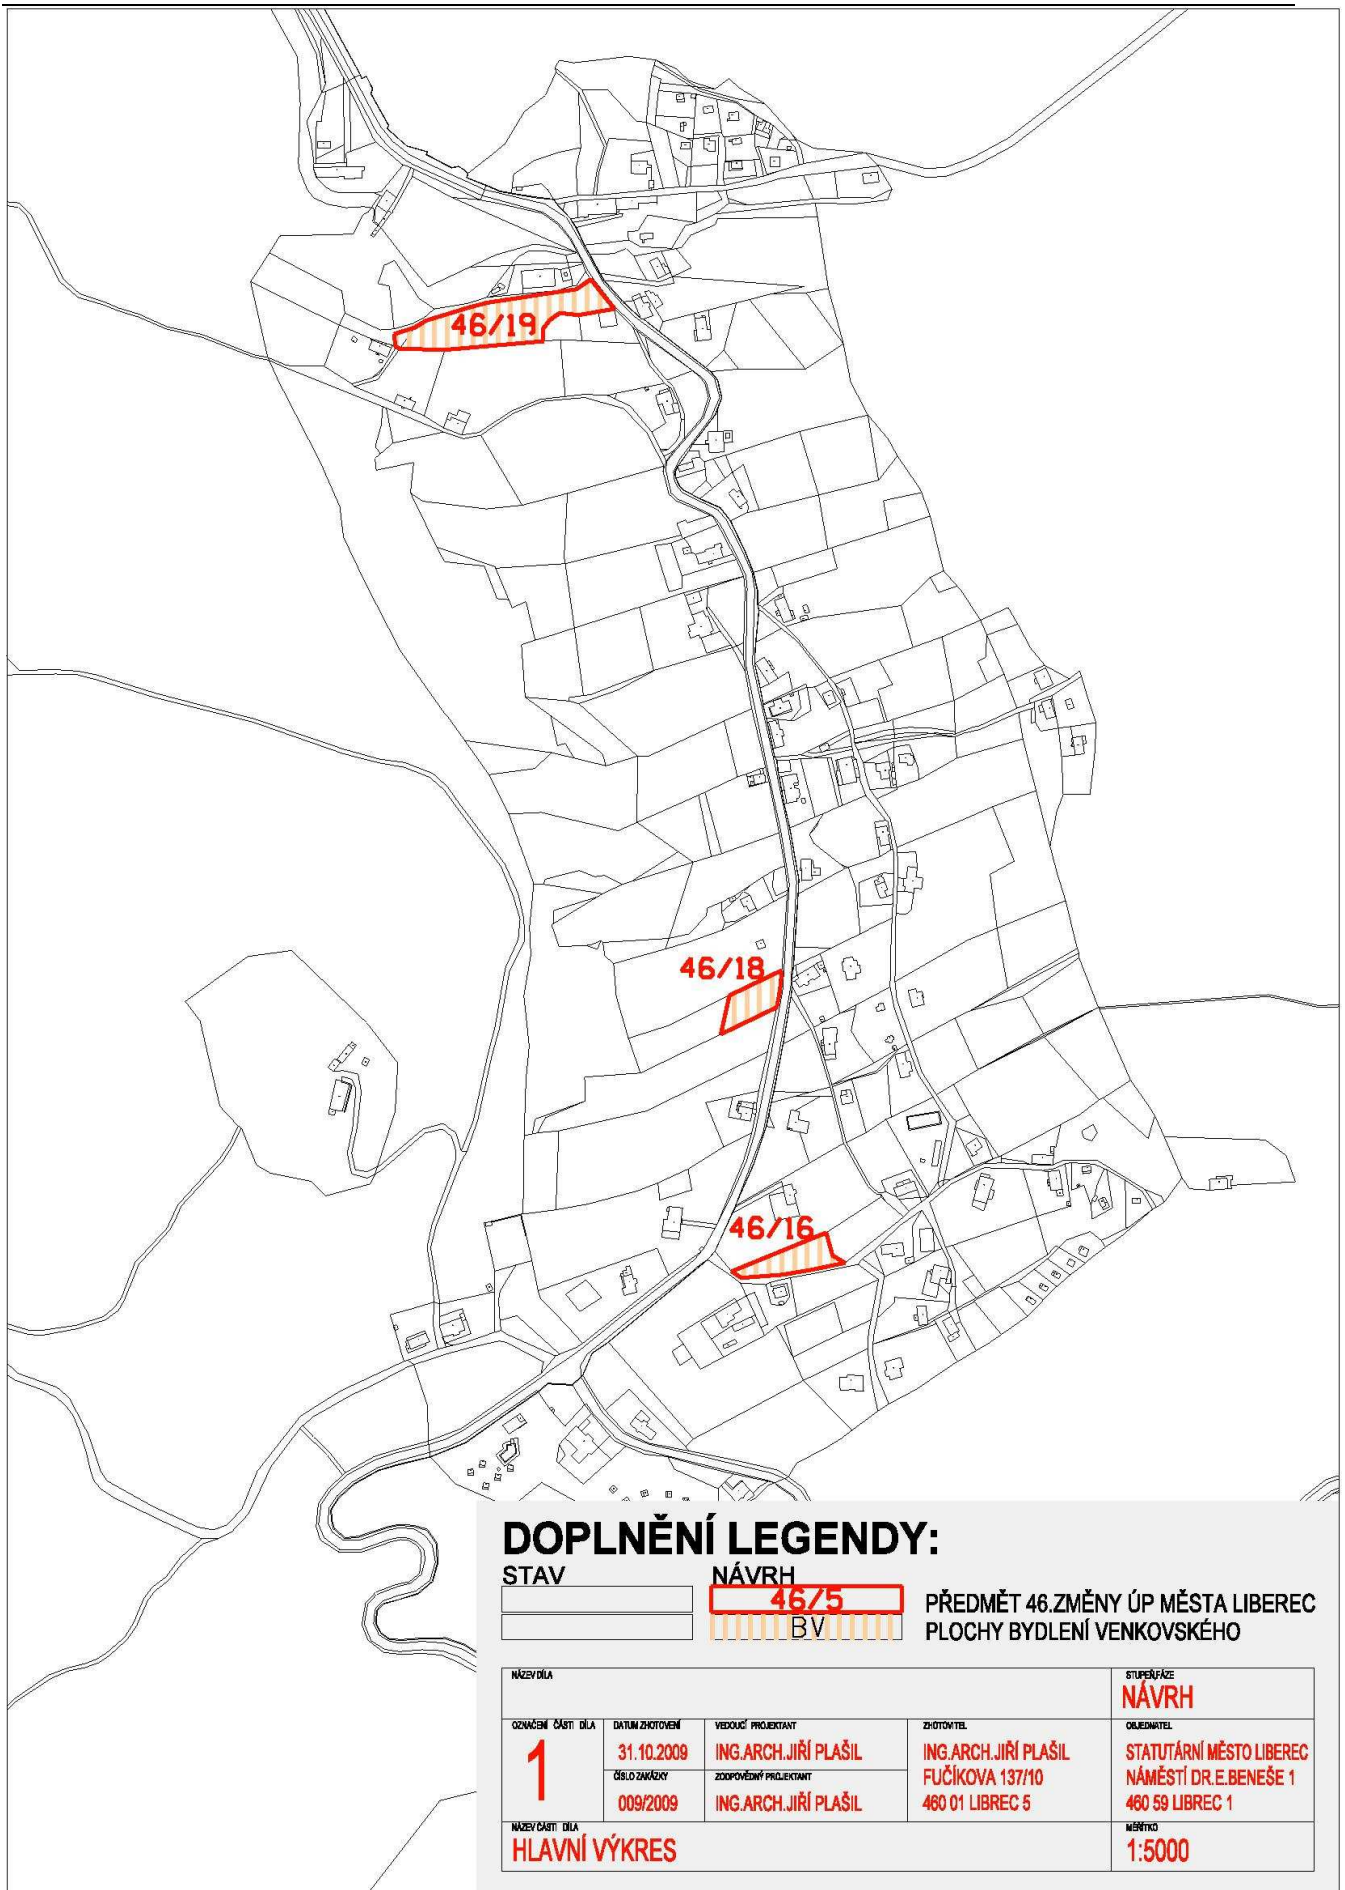 46/19
46/18
46/16
DOPLNĚNÍ LEGENDY:
STAV NÁVRH
46/5 PŘEDMĚT 46.ZMĚNY ÚP MĚSTA LIBEREC
BV PLOCHY BYDLENÍ VENKOVSKÉHO
NÁZEV DÍLA
STUPEŇ,FÁZE
NÁVRH
OZNAČENÍ ČÁSTI DÍLA
1
DATUM ZHOTOVENÍ
31.10.2009
ČÍSLO ZAKÁZKY
009/2009
VEDOUCÍ PROJEKTANT
ING.ARCH.JIŘÍ PLAŠIL
ZODPOVĚDNÝ PROJEKTANT
ING.ARCH.JIŘÍ PLAŠIL
ZHOTOVITEL
ING.ARCH.JIŘÍ PLAŠIL
FUČÍKOVA 137/10
460 01 LIBREC 5
OBJEDNATEL
STATUTÁRNÍ MĚSTO LIBEREC
NÁMĚSTÍ DR.E.BENEŠE 1
460 59 LIBREC 1
NÁZEV ČÁSTI DÍLA
HLAVNÍ VÝKRES
MĚŘÍTKO
1:5000